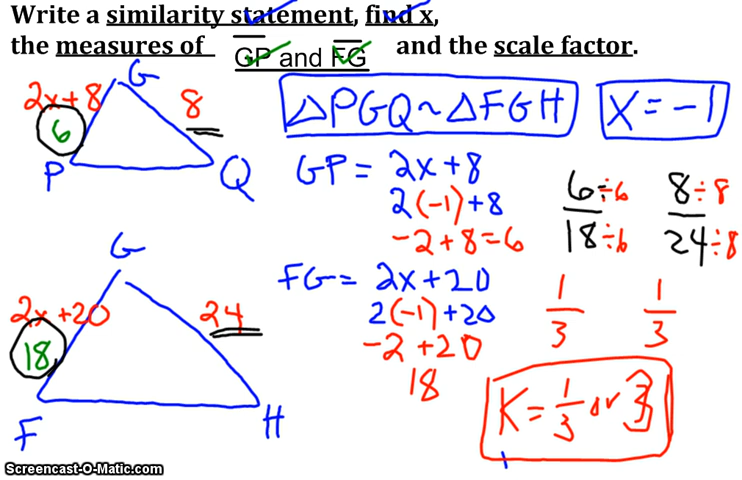 Write a similarity statement, find x,
the measures of GP and FG and the scale factor.
G
2x+8
8
6
P
Q
△PGQ~△FGH
X=-1
GP = 2x+8
2(-1)+8
-2+8=6
6÷6
18÷6
8÷8
24÷8
1
3
1
3
G
2x+20
24
18
F
H
FG= 2x+20
2(-1)+20
-2+20
18
K=1/3 or 3
Screencast-O-Matic.com